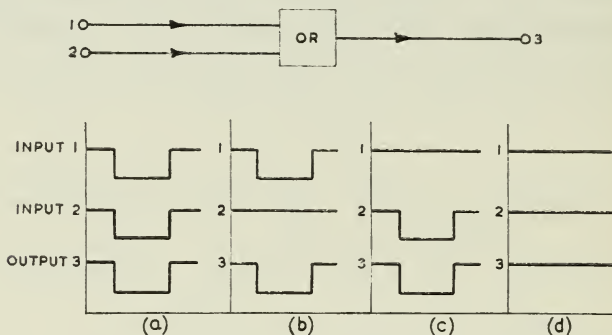 1 OR 3
2
INPUT 1 1 1 1
INPUT 2 2 2 2
OUTPUT 3 3 3 3
(a) (b) (c) (d)